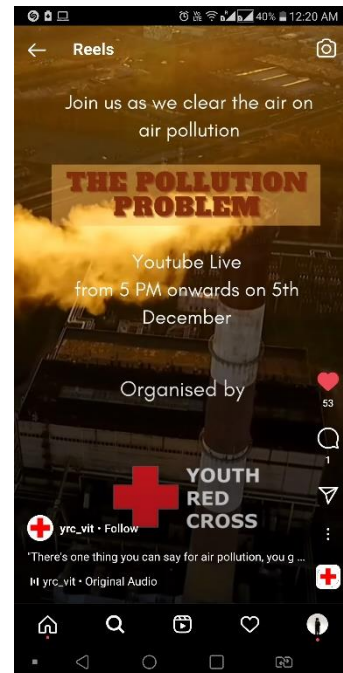 40% 12:20 AM
Reels
Join us as we clear the air on
air pollution
THE POLLUTION
PROBLEM
Youtube Live
from 5 PM onwards on 5th
December
Organised by
53
1
YOUTH
RED
CROSS
yrc_vit • Follow
"There's one thing you can say for air pollution, you g ...
yrc_vit • Original Audio